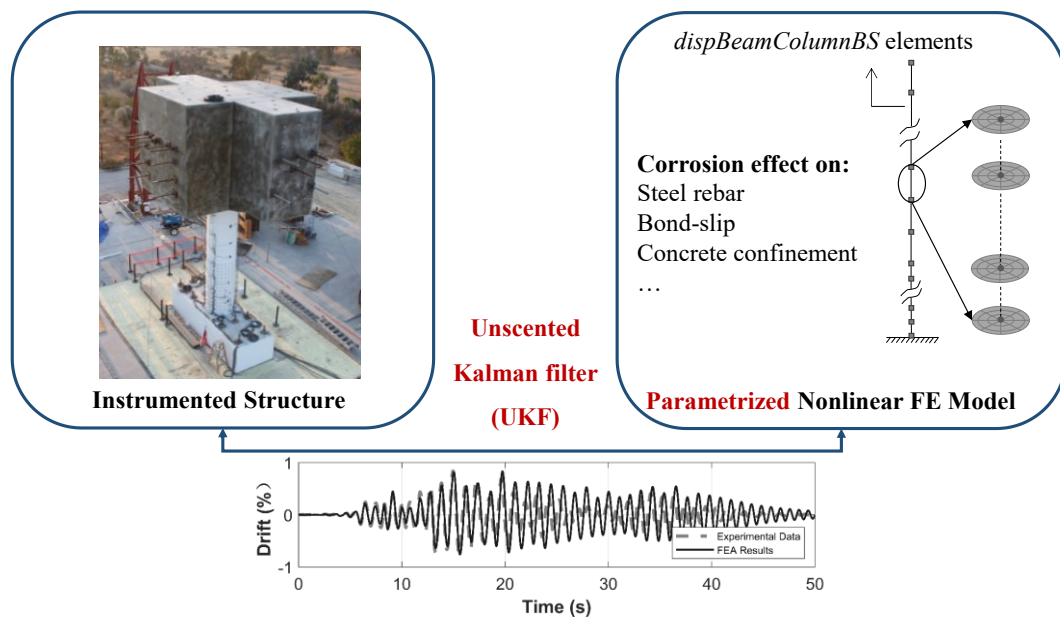 dispBeamColumnBS elements
Corrosion effect on:
Steel rebar
Bond-slip
Concrete confinement
…
Unscented
Kalman filter
(UKF)
Instrumented Structure
Parametrized Nonlinear FE Model
Drift (%)
1
0
-1
Experimental Data
FEA Results
0
10
20
30
40
50
Time (s)